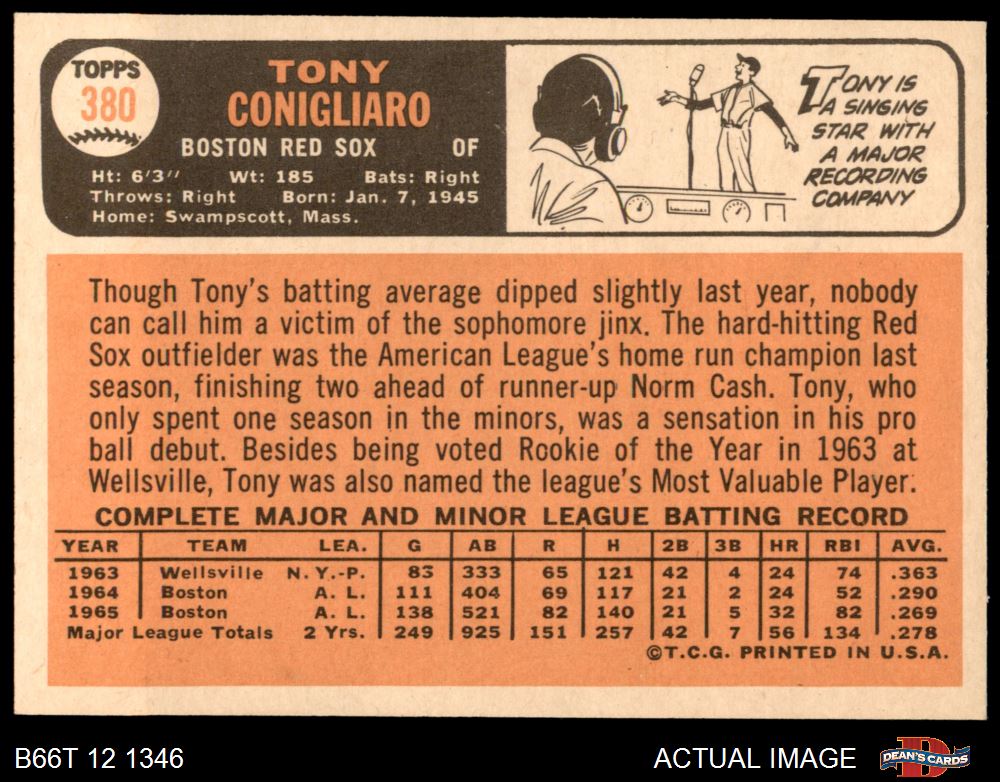 TOPPS
380
TONY
CONIGLIARO
BOSTON RED SOX OF
Ht: 6'3" Wt: 185 Bats: Right
Throws: Right Born: Jan. 7, 1945
Home: Swampscott, Mass.
TONY IS
A SINGING
STAR WITH
A MAJOR
RECORDING
COMPANY
Though Tony's batting average dipped slightly last year, nobody
can call him a victim of the sophomore jinx. The hard-hitting Red
Sox outfielder was the American League's home run champion last
season, finishing two ahead of runner-up Norm Cash. Tony, who
only spent one season in the minors, was a sensation in his pro
ball debut. Besides being voted Rookie of the Year in 1963 at
Wellsville, Tony was also named the league's Most Valuable Player.
COMPLETE MAJOR AND MINOR LEAGUE BATTING RECORD
YEAR TEAM LEA. G AB R H 2B 3B HR RBI AVG.
1963 Wellsville N.Y.-P. 83 333 65 121 42 4 24 74 .363
1964 Boston A. L. 111 404 69 117 21 2 24 52 .290
1965 Boston A. L. 138 521 82 140 21 5 32 82 .269
Major League Totals 2 Yrs. 249 925 151 257 42 7 56 134 .278
©T.C.G. PRINTED IN U.S.A.
B66T 12 1346 ACTUAL IMAGE
DEAN'S CARDS